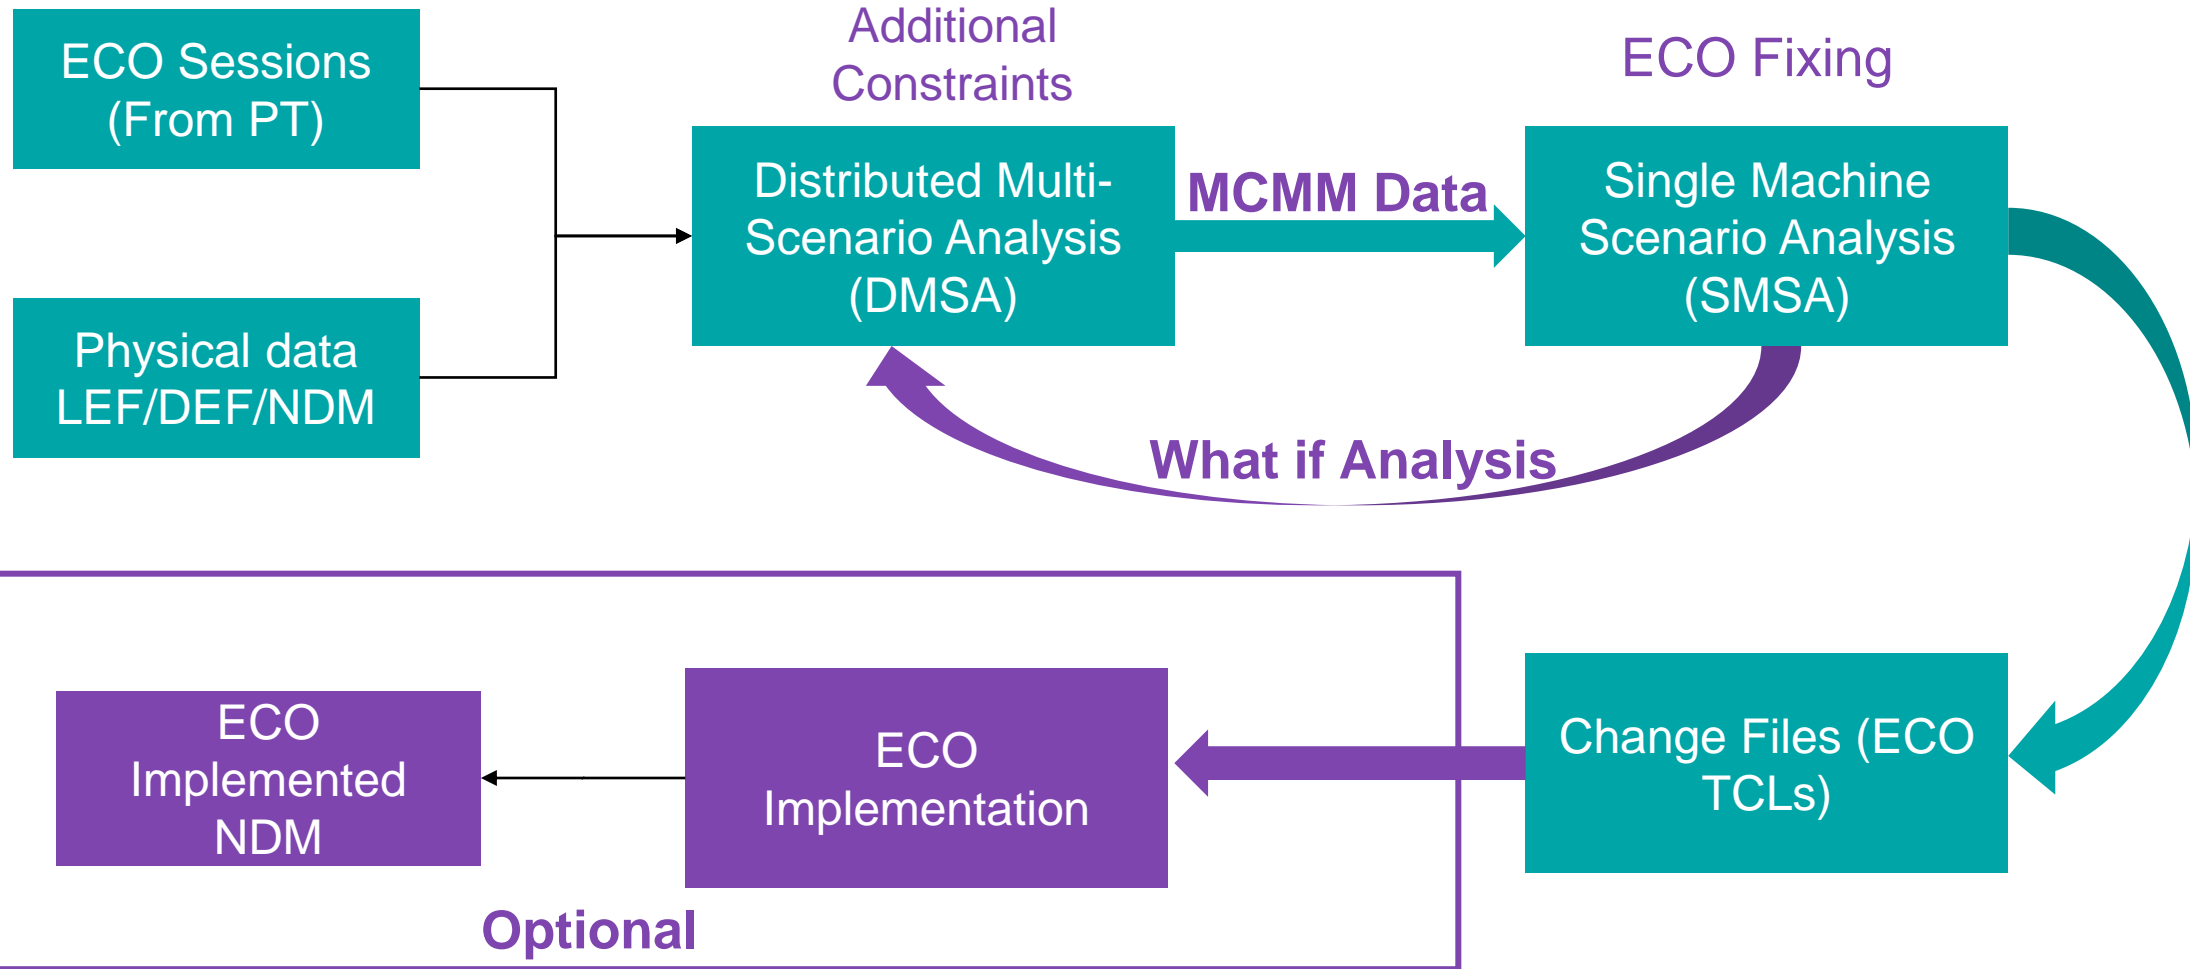 ECO Sessions
(From PT)
Additional
Constraints
ECO Fixing
Physical data
LEF/DEF/NDM
Distributed Multi-
Scenario Analysis
(DMSA)
MCMM Data
Single Machine
Scenario Analysis
(SMSA)
What if Analysis
ECO
Implemented
NDM
ECO
Implementation
Change Files (ECO
TCLs)
Optional